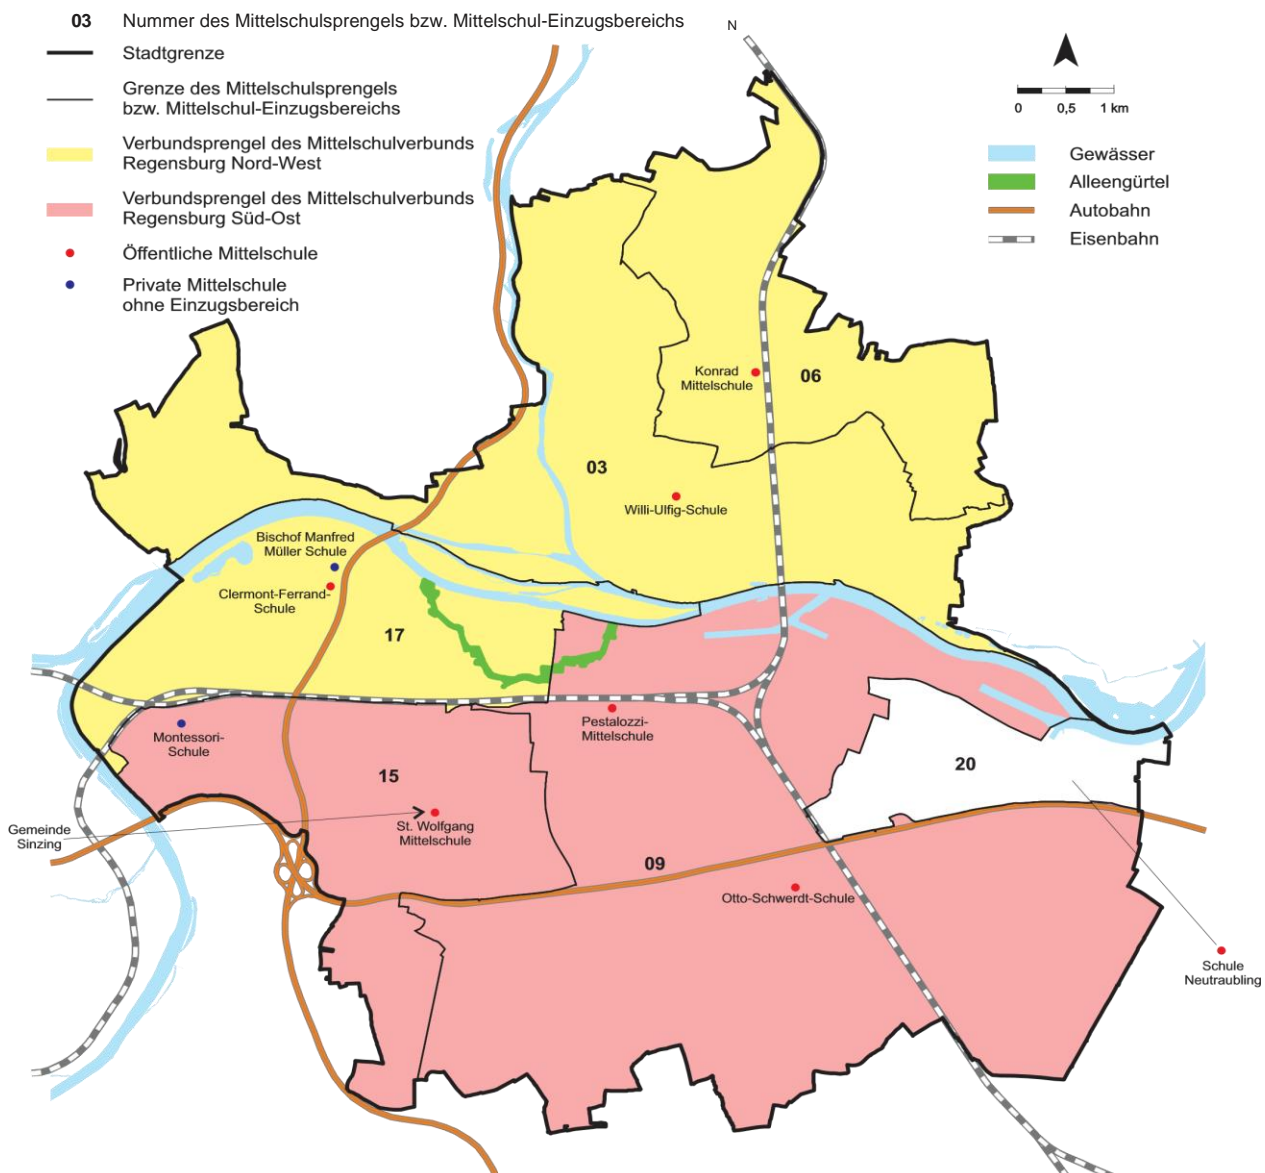 03 Nummer des Mittelschulsprengels bzw. Mittelschul-Einzugsbereichs
Stadtgrenze
Grenze des Mittelschulsprengels
bzw. Mittelschul-Einzugsbereichs
Verbundsprengel des Mittelschulverbunds
Regensburg Nord-West
Verbundsprengel des Mittelschulverbunds
Regensburg Süd-Ost
Öffentliche Mittelschule
Private Mittelschule
ohne Einzugsbereich
N
0 0,5 1 km
Gewässer
Alleengürtel
Autobahn
Eisenbahn
Konrad
Mittelschule
06
03
Willi-Ulfig-Schule
Bischof Manfred
Müller Schule
Clermont-Ferrand-
Schule
17
Montessori-
Schule
Pestalozzi-
Mittelschule
15
20
Gemeinde
Sinzing
St. Wolfgang
Mittelschule
09
Otto-Schwerdt-Schule
Schule
Neutraubling